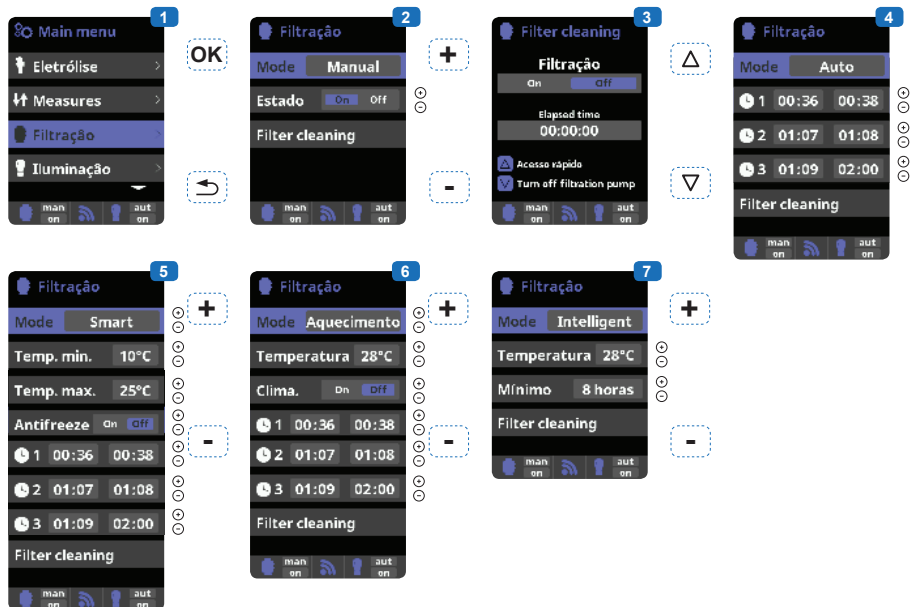 1
Main menu
Eletrólise
Measures
Filtração
Iluminação
man on aut on
OK
2
Filtração
Mode Manual
Estado On Off
Filter cleaning
man on aut on
+
-
3
Filter cleaning
Filtração
On Off
Elapsed time
00:00:00
Acesso rápido
Turn off filtration pump
man on aut on
4
Filtração
Mode Auto
1 00:36 00:38
2 01:07 01:08
3 01:09 02:00
Filter cleaning
man on aut on
5
Filtração
Mode Smart
Temp. min. 10°C
Temp. max. 25°C
Antifreeze On Off
1 00:36 00:38
2 01:07 01:08
3 01:09 02:00
Filter cleaning
man on aut on
+
-
6
Filtração
Mode Aquecimento
Temperatura 28°C
Clima. On Off
1 00:36 00:38
2 01:07 01:08
3 01:09 02:00
Filter cleaning
man on aut on
+
-
7
Filtração
Mode Intelligent
Temperatura 28°C
Mínimo 8 horas
Filter cleaning
man on aut on
+
-